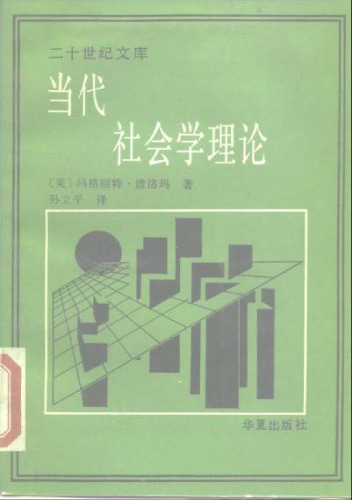 二十世纪文库
当代
社会学理论
〔美〕玛格丽特·波洛玛 著
孙立平 译
华夏出版社